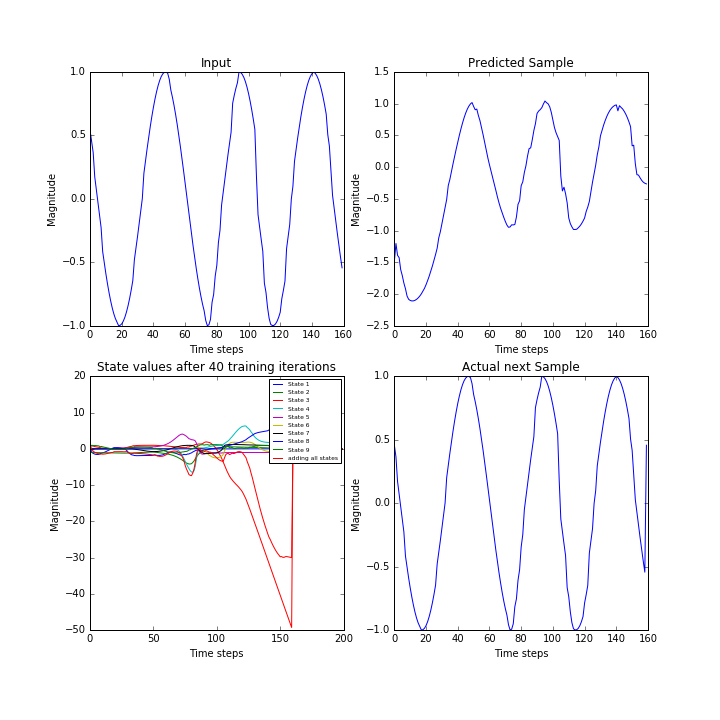 Input
Predicted Sample
1.0
0.5
0.0
−0.5
−1.0
Magnitude
0 20 40 60 80 100 120 140 160
Time steps
1.5
1.0
0.5
0.0
−0.5
−1.0
−1.5
−2.0
−2.5
Magnitude
0 20 40 60 80 100 120 140 160
Time steps
State values after 40 training iterations
Actual next Sample
20
10
0
−10
−20
−30
−40
−50
Magnitude
0 50 100 150 200
Time steps
State 1
State 2
State 3
State 4
State 5
State 6
State 7
State 8
State 9
adding all states
1.0
0.5
0.0
−0.5
−1.0
Magnitude
0 20 40 60 80 100 120 140 160
Time steps